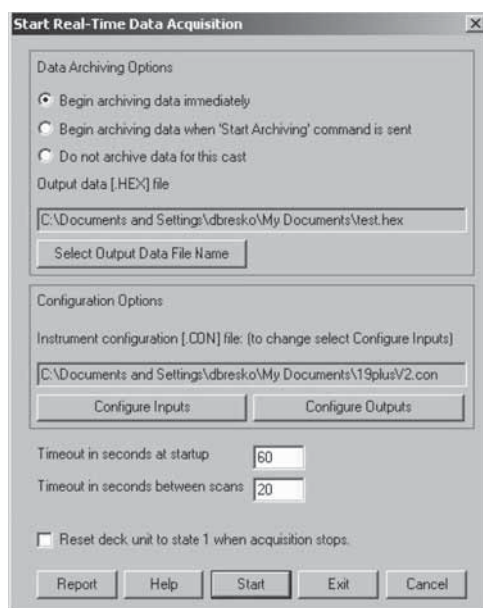 Start Real-Time Data Acquisition
Data Archiving Options
Begin archiving data immediately
Begin archiving data when 'Start Archiving' command is sent
Do not archive data for this cast
Output data [.HEX] file
C:\Documents and Settings\dbresko\My Documents\test.hex
Select Output Data File Name
Configuration Options
Instrument configuration [.CON] file: (to change select Configure Inputs)
C:\Documents and Settings\dbresko\My Documents\19plusV2.con
Configure Inputs Configure Outputs
Timeout in seconds at startup 60
Timeout in seconds between scans 20
Reset deck unit to state 1 when acquisition stops.
Report Help Start Exit Cancel